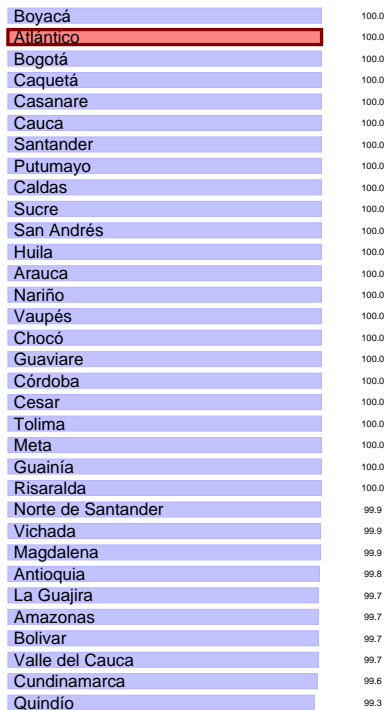 Boyacá 100.0
Atlántico 100.0
Bogotá 100.0
Caquetá 100.0
Casanare 100.0
Cauca 100.0
Santander 100.0
Putumayo 100.0
Caldas 100.0
Sucre 100.0
San Andrés 100.0
Huila 100.0
Arauca 100.0
Nariño 100.0
Vaupés 100.0
Chocó 100.0
Guaviare 100.0
Córdoba 100.0
Cesar 100.0
Tolima 100.0
Meta 100.0
Guainía 100.0
Risaralda 100.0
Norte de Santander 99.9
Vichada 99.9
Magdalena 99.9
Antioquia 99.8
La Guajira 99.7
Amazonas 99.7
Bolivar 99.7
Valle del Cauca 99.7
Cundinamarca 99.6
Quindío 99.3